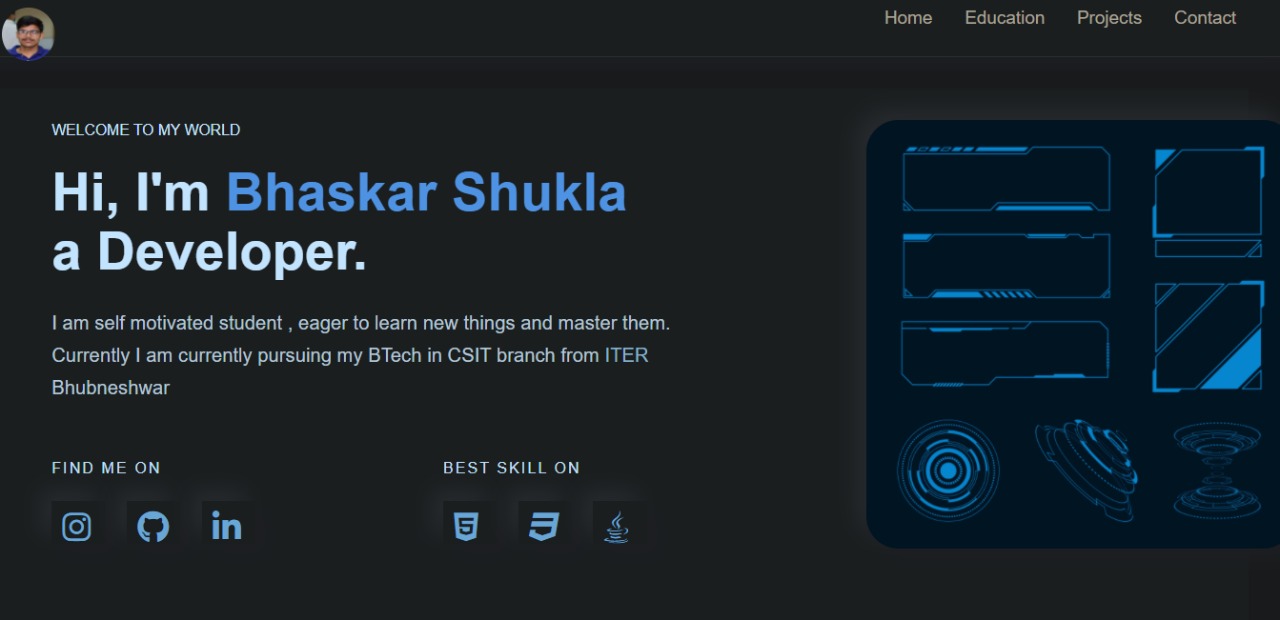 Home Education Projects Contact
WELCOME TO MY WORLD
Hi, I'm Bhaskar Shukla
a Developer.
I am self motivated student , eager to learn new things and master them.
Currently I am currently pursuing my BTech in CSIT branch from ITER
Bhubneshwar
FIND ME ON
BEST SKILL ON